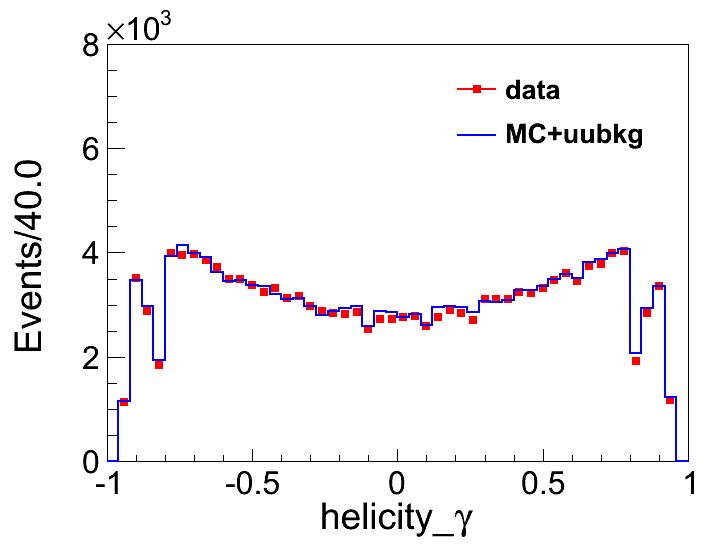 ×10³
8
6
4
2
0
-1 -0.5 0 0.5 1
Events/40.0
helicity_γ
data
MC+uubkg